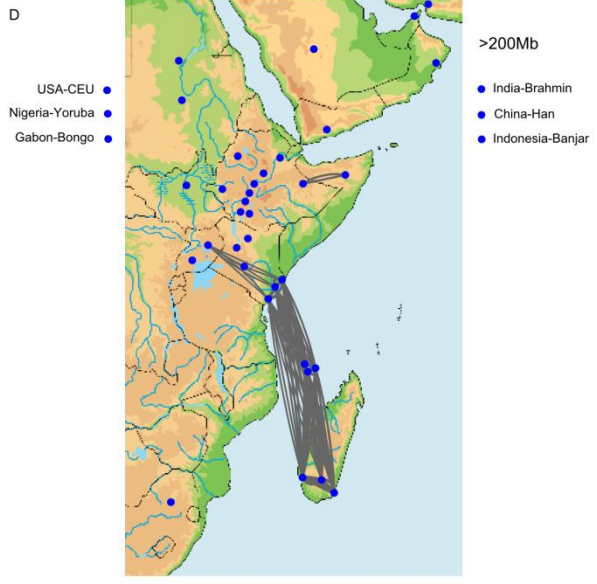 D
>200Mb
USA-CEU
Nigeria-Yoruba
Gabon-Bongo
India-Brahmin
China-Han
Indonesia-Banjar